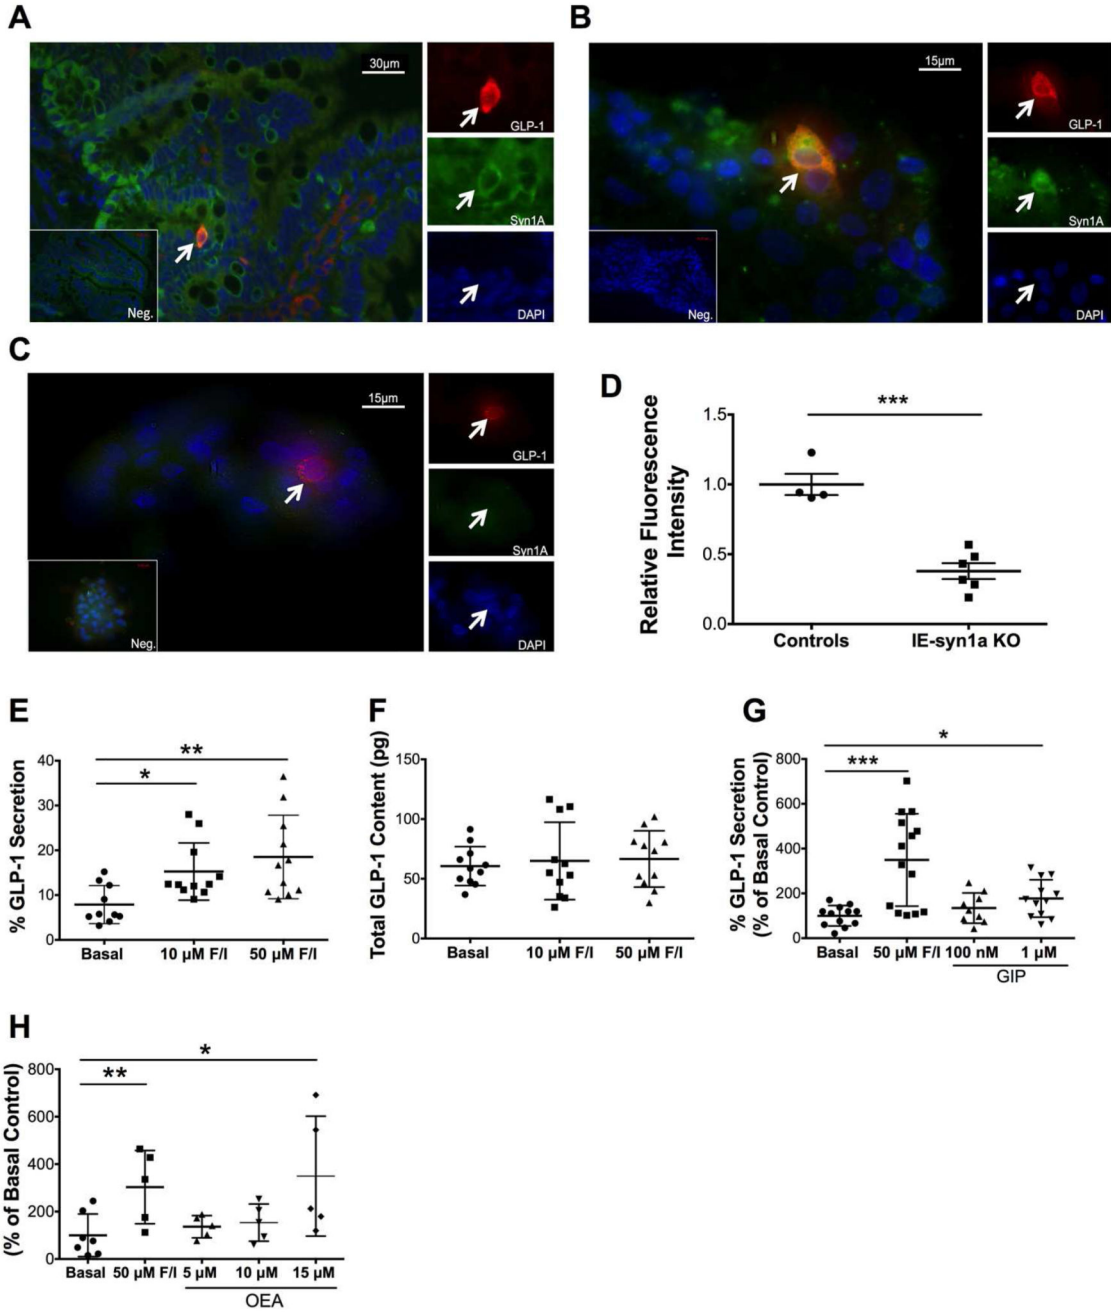 A
30µm
Neg.
GLP-1
Syn1A
DAPI
B
15µm
Neg.
GLP-1
Syn1A
DAPI
C
15µm
Neg.
GLP-1
Syn1A
DAPI
D
Relative Fluorescence
Intensity
1.5
1.0
0.5
0.0
***
Controls IE-syn1a KO
E
% GLP-1 Secretion
40
30
20
10
0
**
*
Basal 10 µM F/I 50 µM F/I
F
Total GLP-1 Content (pg)
150
100
50
0
Basal 10 µM F/I 50 µM F/I
G
% GLP-1 Secretion
(% of Basal Control)
800
600
400
200
0
*
***
Basal 50 µM F/I 100 nM 1 µM
GIP
H
(% of Basal Control)
800
600
400
200
0
*
**
Basal 50 µM F/I 5 µM 10 µM 15 µM
OEA